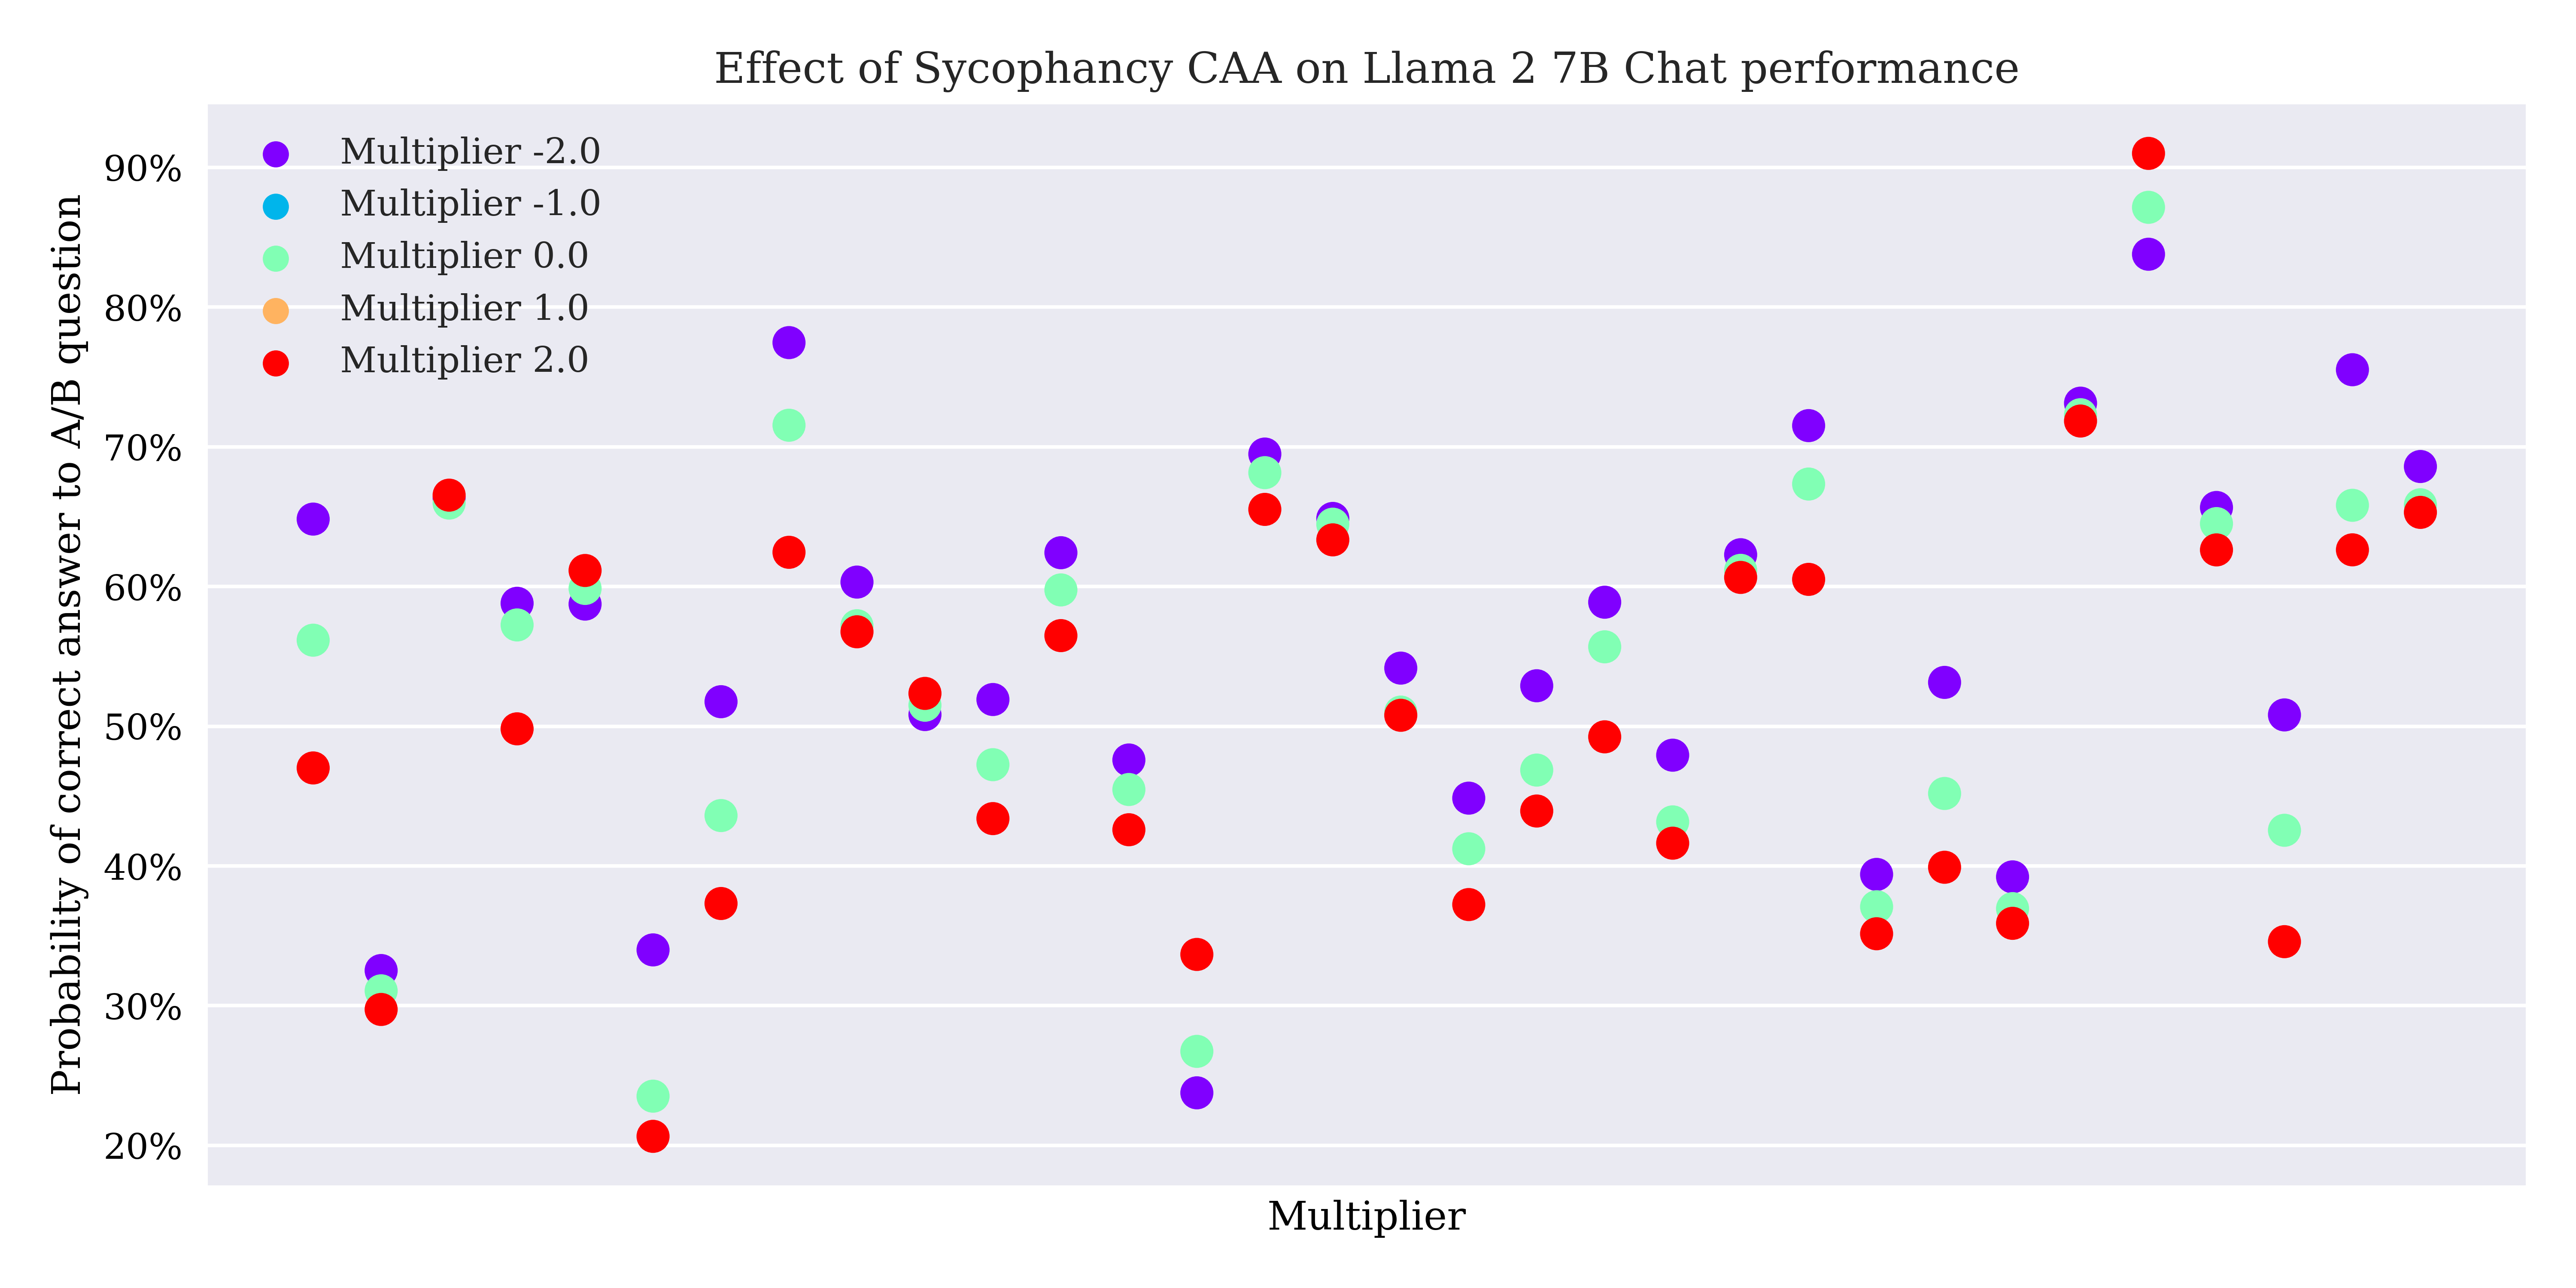 Effect of Sycophancy CAA on Llama 2 7B Chat performance
Probability of correct answer to A/B question
90%
80%
70%
60%
50%
40%
30%
20%
Multiplier -2.0
Multiplier -1.0
Multiplier 0.0
Multiplier 1.0
Multiplier 2.0
Multiplier